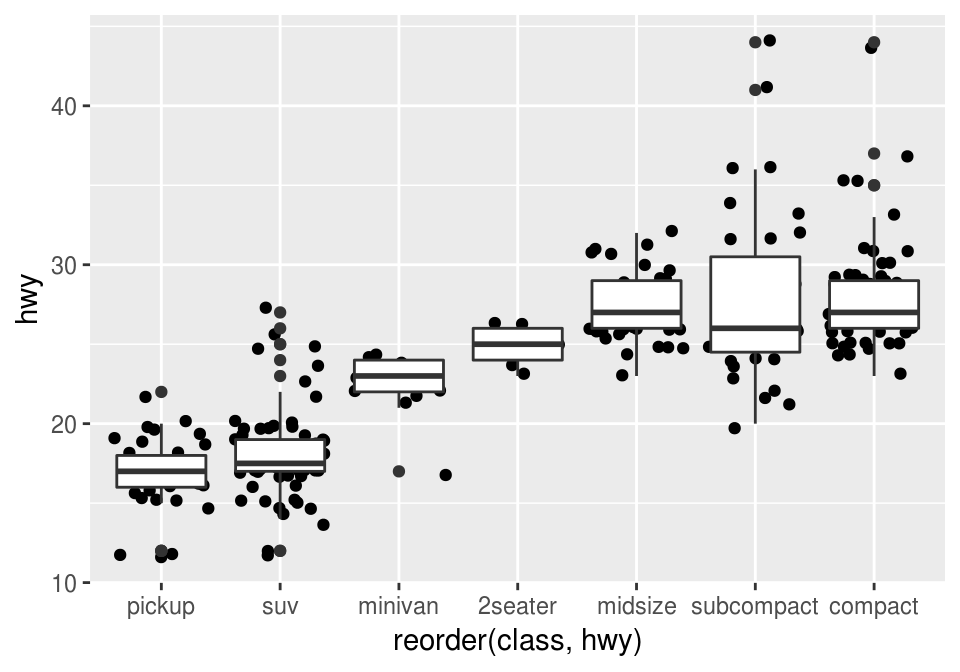 hwy
40
30
20
10
pickup suv minivan 2seater midsize subcompact compact
reorder(class, hwy)